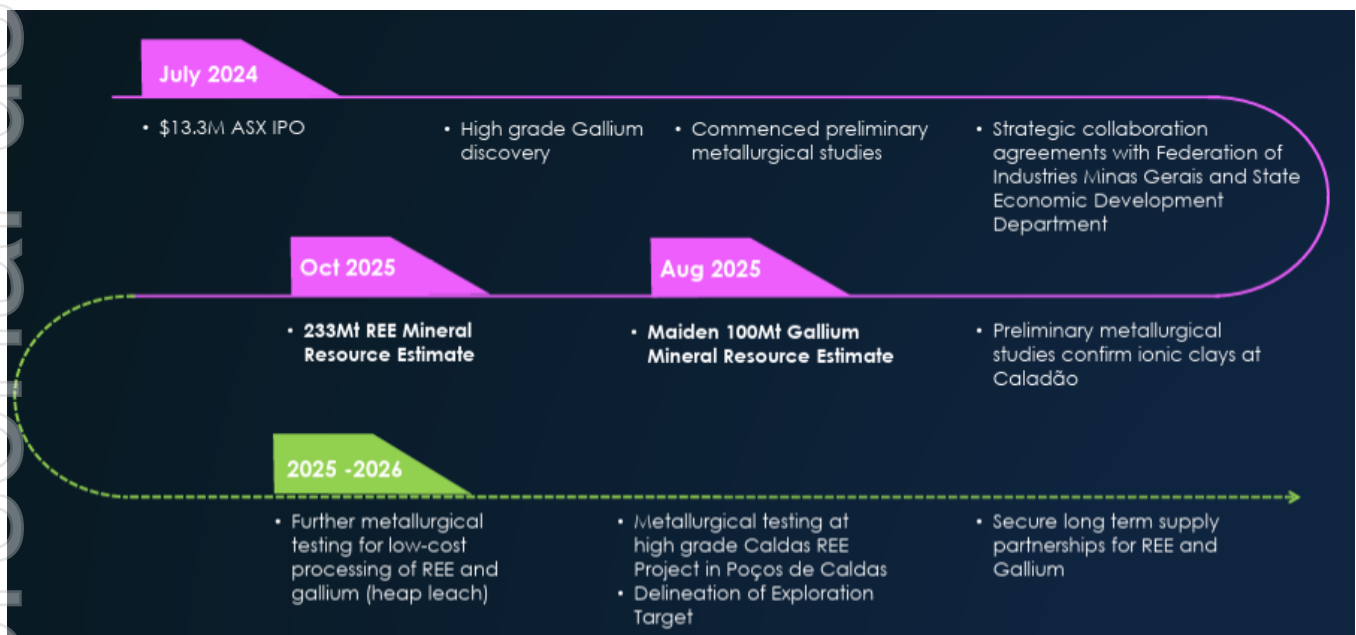 July 2024
• $13.3M ASX IPO
• High grade Gallium
discovery
• Commenced preliminary
metallurgical studies
• Strategic collaboration
agreements with Federation of
Industries Minas Gerais and State
Economic Development
Department
Oct 2025
• 233Mt REE Mineral
Resource Estimate
Aug 2025
• Maiden 100Mt Gallium
Mineral Resource Estimate
• Preliminary metallurgical
studies confirm ionic clays at
Caladão
2025 -2026
• Further metallurgical
testing for low-cost
processing of REE and
gallium (heap leach)
• Metallurgical testing at
high grade Caldas REE
Project in Poços de Caldas
• Delineation of Exploration
Target
• Secure long term supply
partnerships for REE and
Gallium